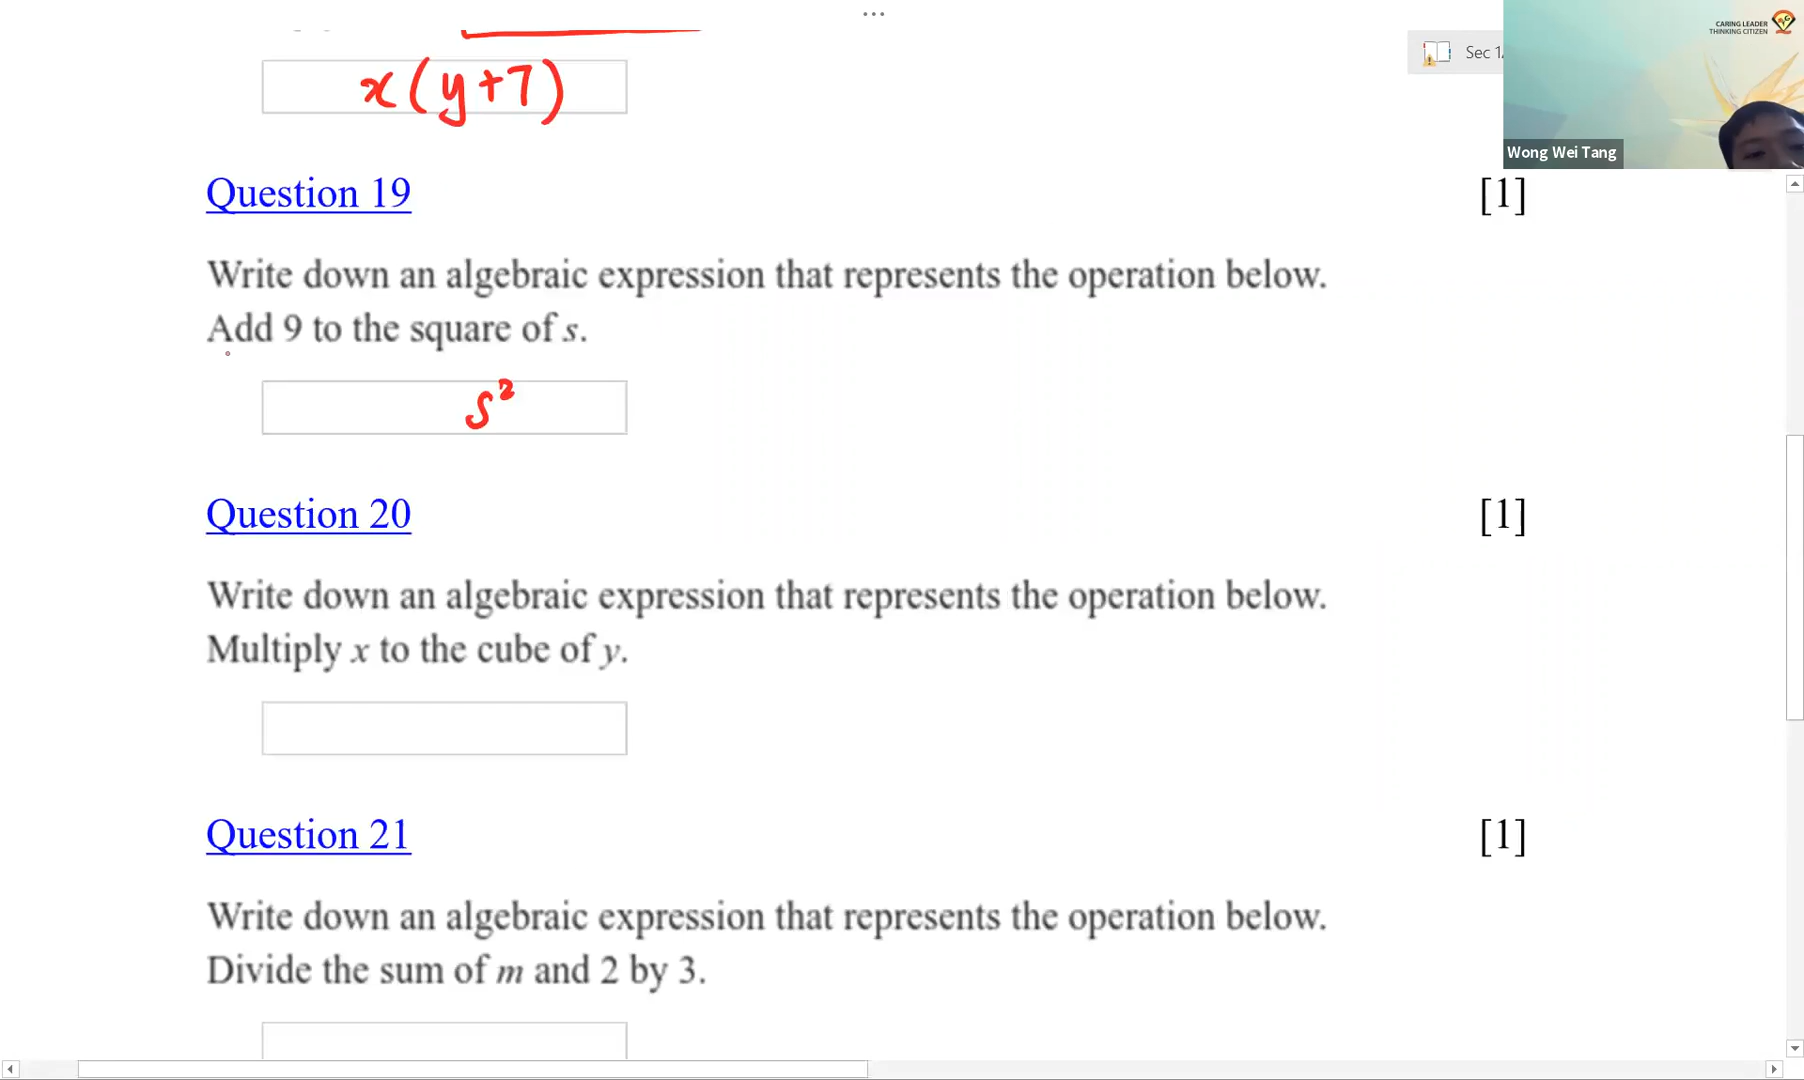 CARING LEADER
THINKING CITIZEN
Sec 1
Wong Wei Tang
x(y+7)
Question 19 [1]
Write down an algebraic expression that represents the operation below.
Add 9 to the square of s.
s²
Question 20 [1]
Write down an algebraic expression that represents the operation below.
Multiply x to the cube of y.
Question 21 [1]
Write down an algebraic expression that represents the operation below.
Divide the sum of m and 2 by 3.